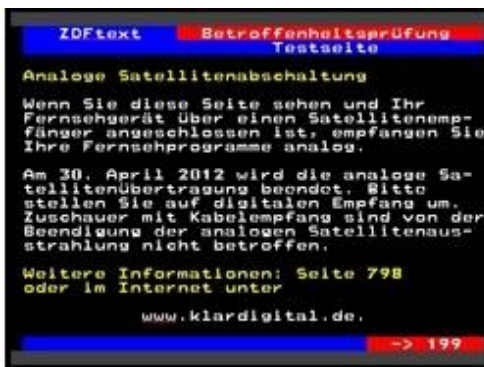 ZDFtext Betroffenheitsprüfung
Testseite
Analoge Satellitenabschaltung
Wenn Sie diese Seite sehen und Ihr
Fernsehgerät über einen Satellitenemp-
fänger angeschlossen ist, empfangen Sie
Ihre Fernsehprogramme analog.
Am 30. April 2012 wird die analoge Sa-
tellitenübertragung beendet. Bitte
stellen Sie auf digitalen Empfang um.
Zuschauer mit Kabelempfang sind von der
Beendigung der analogen Satellitenaus-
strahlung nicht betroffen.
Weitere Informationen: Seite 798
oder im Internet unter
www.klardigital.de.
-> 199